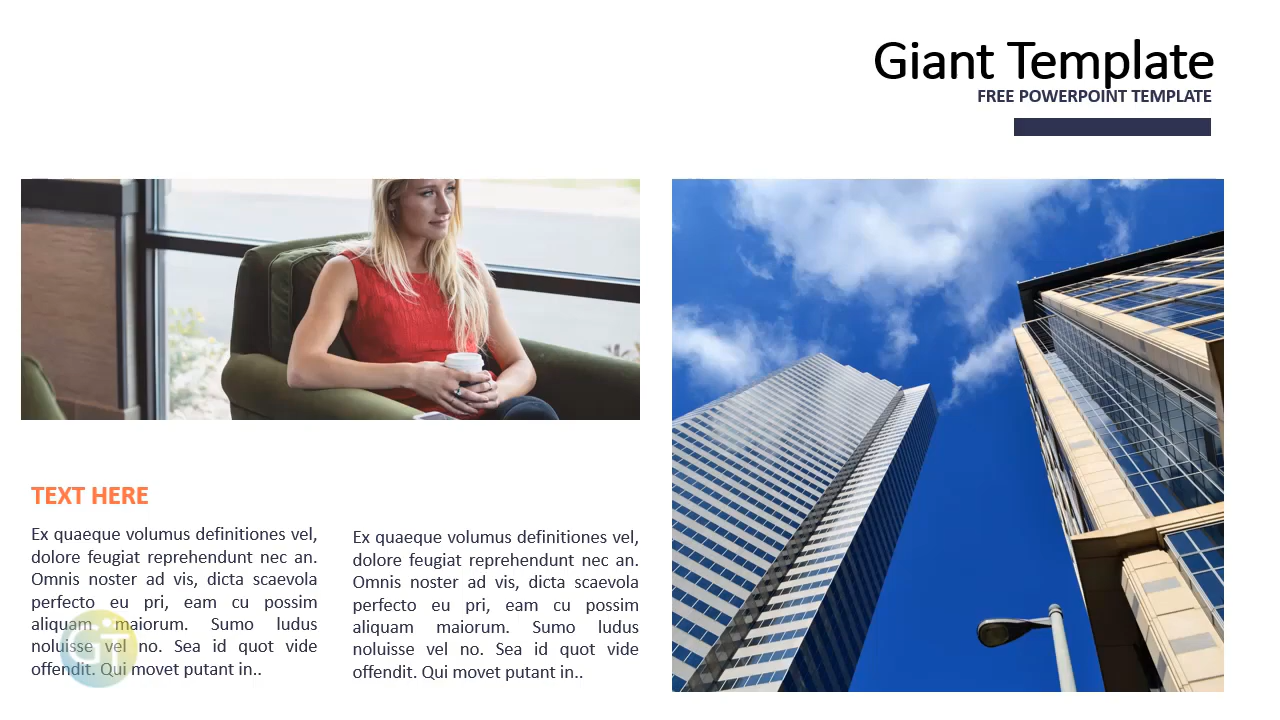 Giant Template
FREE POWERPOINT TEMPLATE
TEXT HERE
Ex quaeque volumus definitiones vel,
dolore feugiat reprehendunt nec an.
Omnis noster ad vis, dicta scaevola
perfecto eu pri, eam cu possim
aliquam maiorum. Sumo ludus
noluisse vel no. Sea id quot vide
offendit. Qui movet putant in..
Ex quaeque volumus definitiones vel,
dolore feugiat reprehendunt nec an.
Omnis noster ad vis, dicta scaevola
perfecto eu pri, eam cu possim
aliquam maiorum. Sumo ludus
noluisse vel no. Sea id quot vide
offendit. Qui movet putant in..